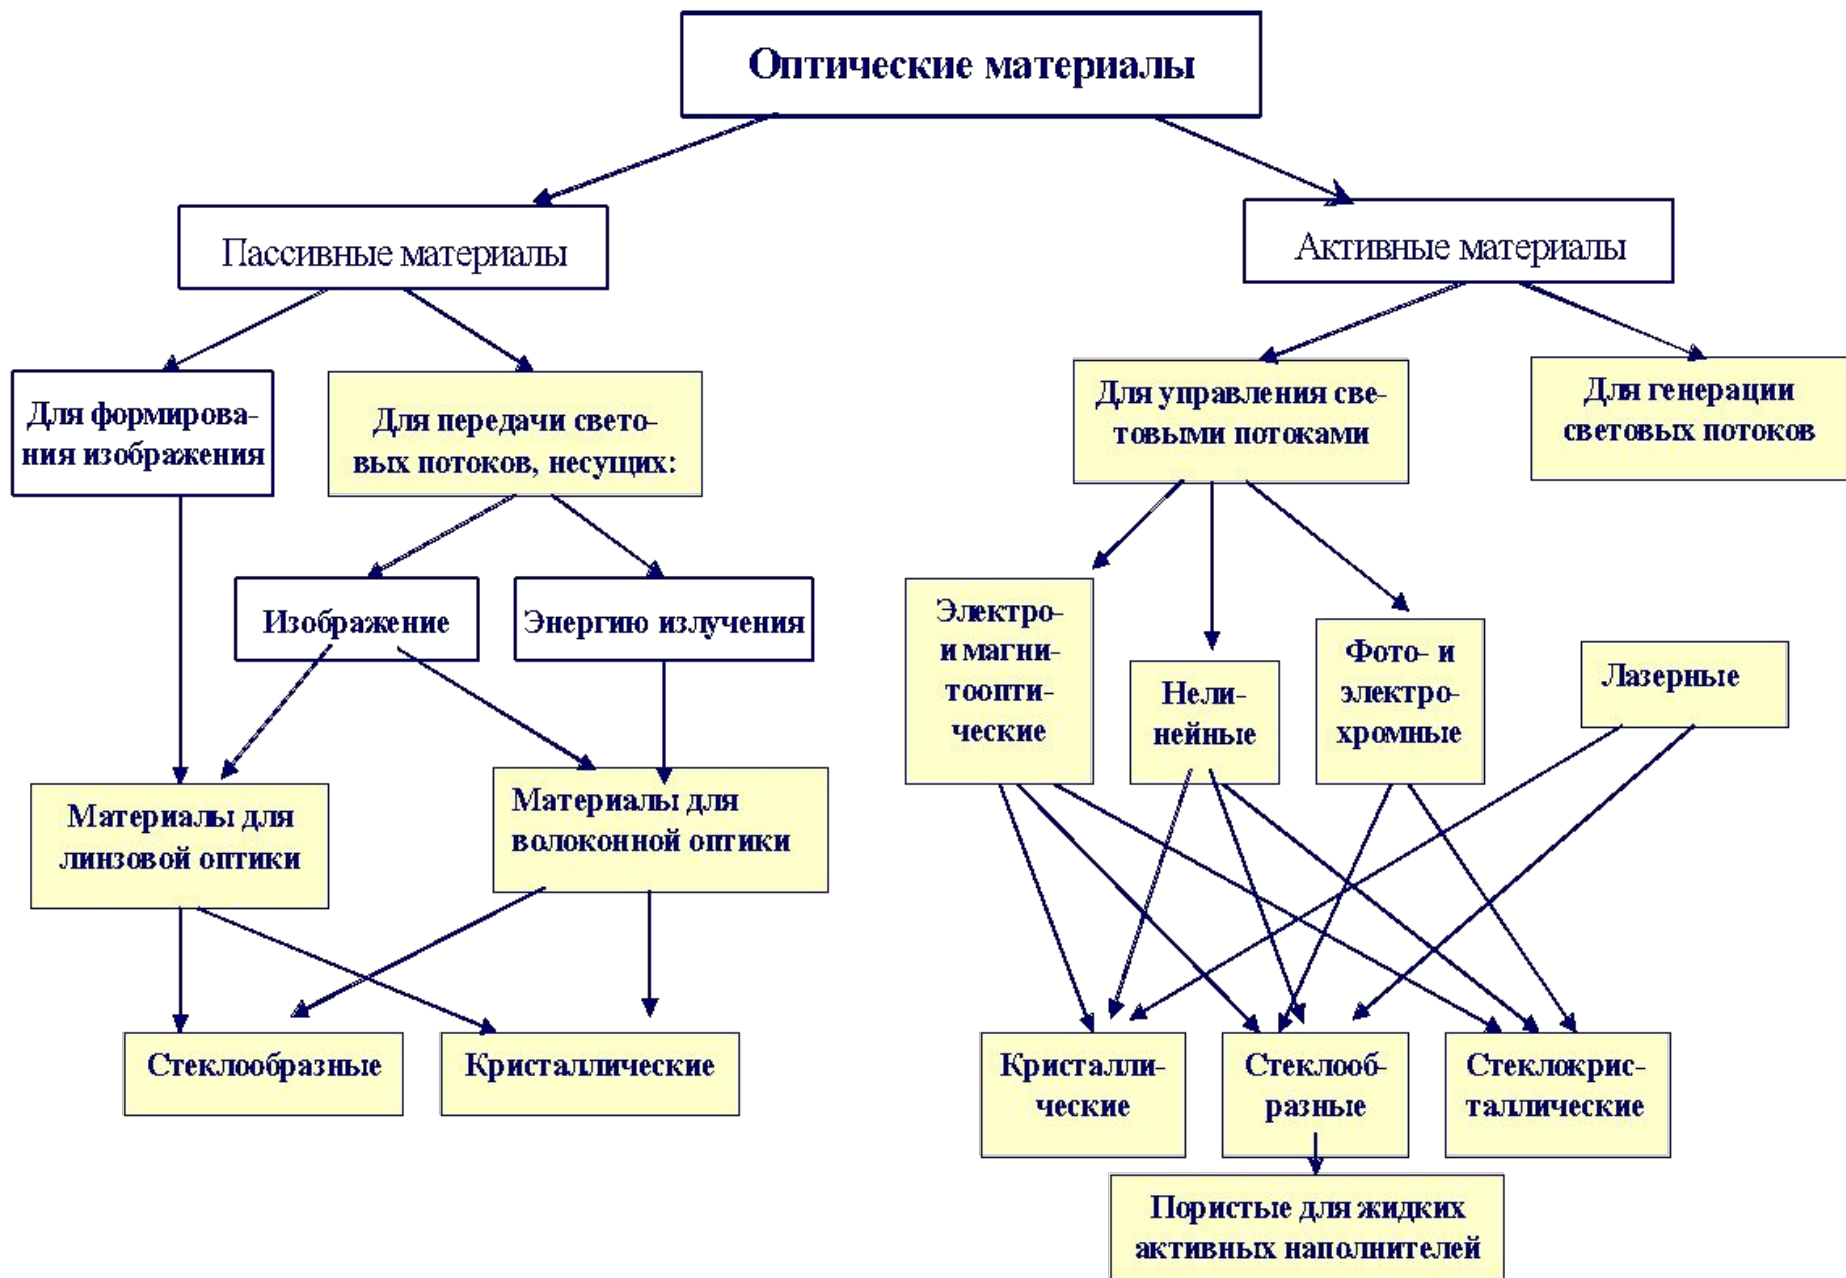 Оптические материалы
Пассивные материалы
Активные материалы
Для формирова-
ния изображения
Для передачи свето-
вых потоков, несущих:
Для управления све-
товыми потоками
Для генерации
световых потоков
Изображение
Энергию излучения
Электро-
и магни-
тоопти-
ческие
Нели-
нейные
Фото- и
электро-
хромные
Лазерные
Материалы для
линзовой оптики
Материалы для
волоконной оптики
Стеклообразные
Кристаллические
Кристалли-
ческие
Стеклооб-
разные
Стеклокрис-
таллические
Пористые для жидких
активных наполнителей